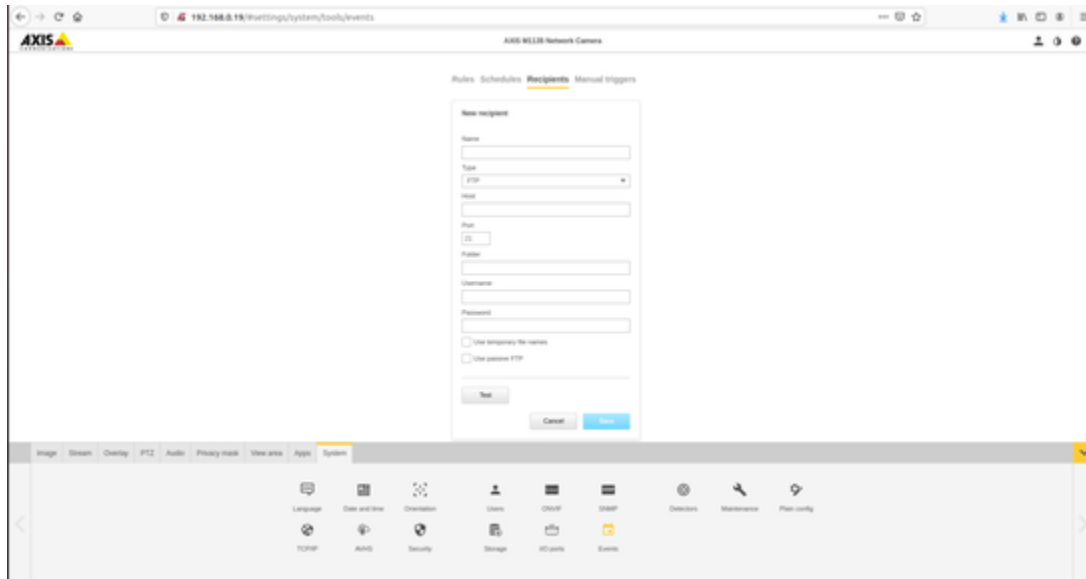 192.168.0.19/#settings/system/tools/events
AXIS
COMMUNICATIONS
AXIS M1135 Network Camera
Rules Schedules Recipients Manual triggers
New recipient
Name
Type
FTP
Host
Port
21
Folder
Username
Password
Use temporary file names
Use passive FTP
Test
Cancel Save
Image Stream Overlay PTZ Audio Privacy mask View area Apps System
Language Date and time Orientation Users ONVIF SNMP Detectors Maintenance Plain config
TCP/IP AVHS Security Storage I/O ports Events